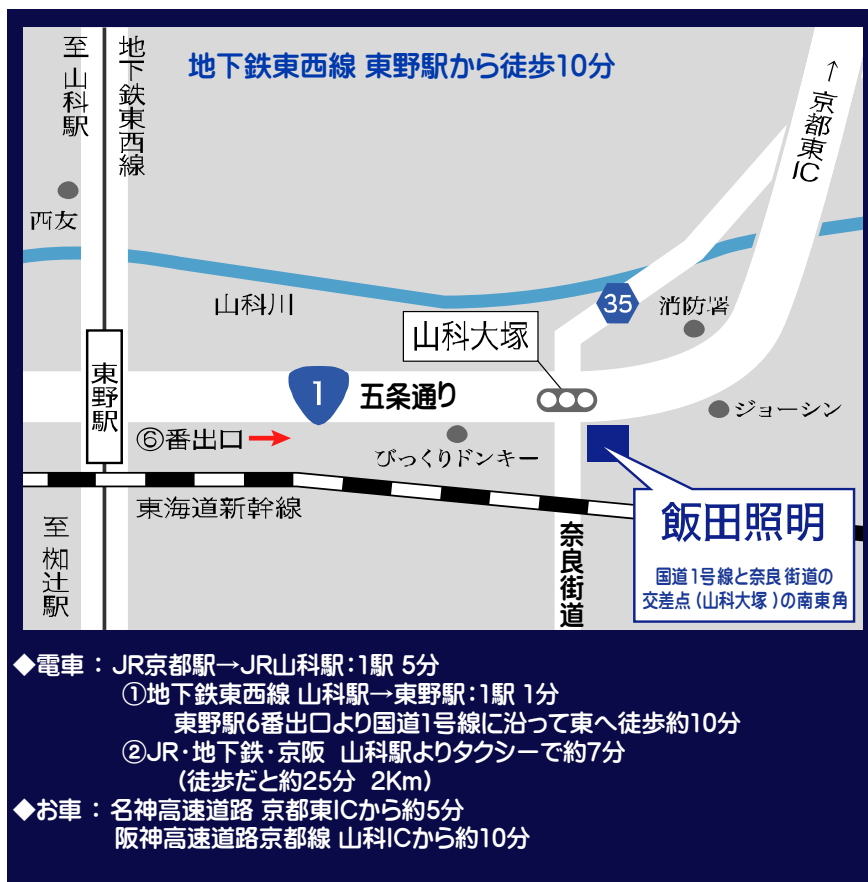 地下鉄東西線 東野駅から徒歩10分
至山科駅
地下鉄東西線
↑京都東IC
西友
山科川
35
消防署
山科大塚
東野駅
1
五条通り
ジョーシン
⑥番出口
びっくりドンキー
東海道新幹線
飯田照明
国道1号線と奈良街道の
交差点(山科大塚)の南東角
奈良街道
至椥辻駅
◆電車:JR京都駅→JR山科駅:1駅 5分
①地下鉄東西線 山科駅→東野駅:1駅 1分
東野駅6番出口より国道1号線に沿って東へ徒歩約10分
②JR・地下鉄・京阪 山科駅よりタクシーで約7分
(徒歩だと約25分 2Km)
◆お車:名神高速道路 京都東ICから約5分
阪神高速道路京都線 山科ICから約10分